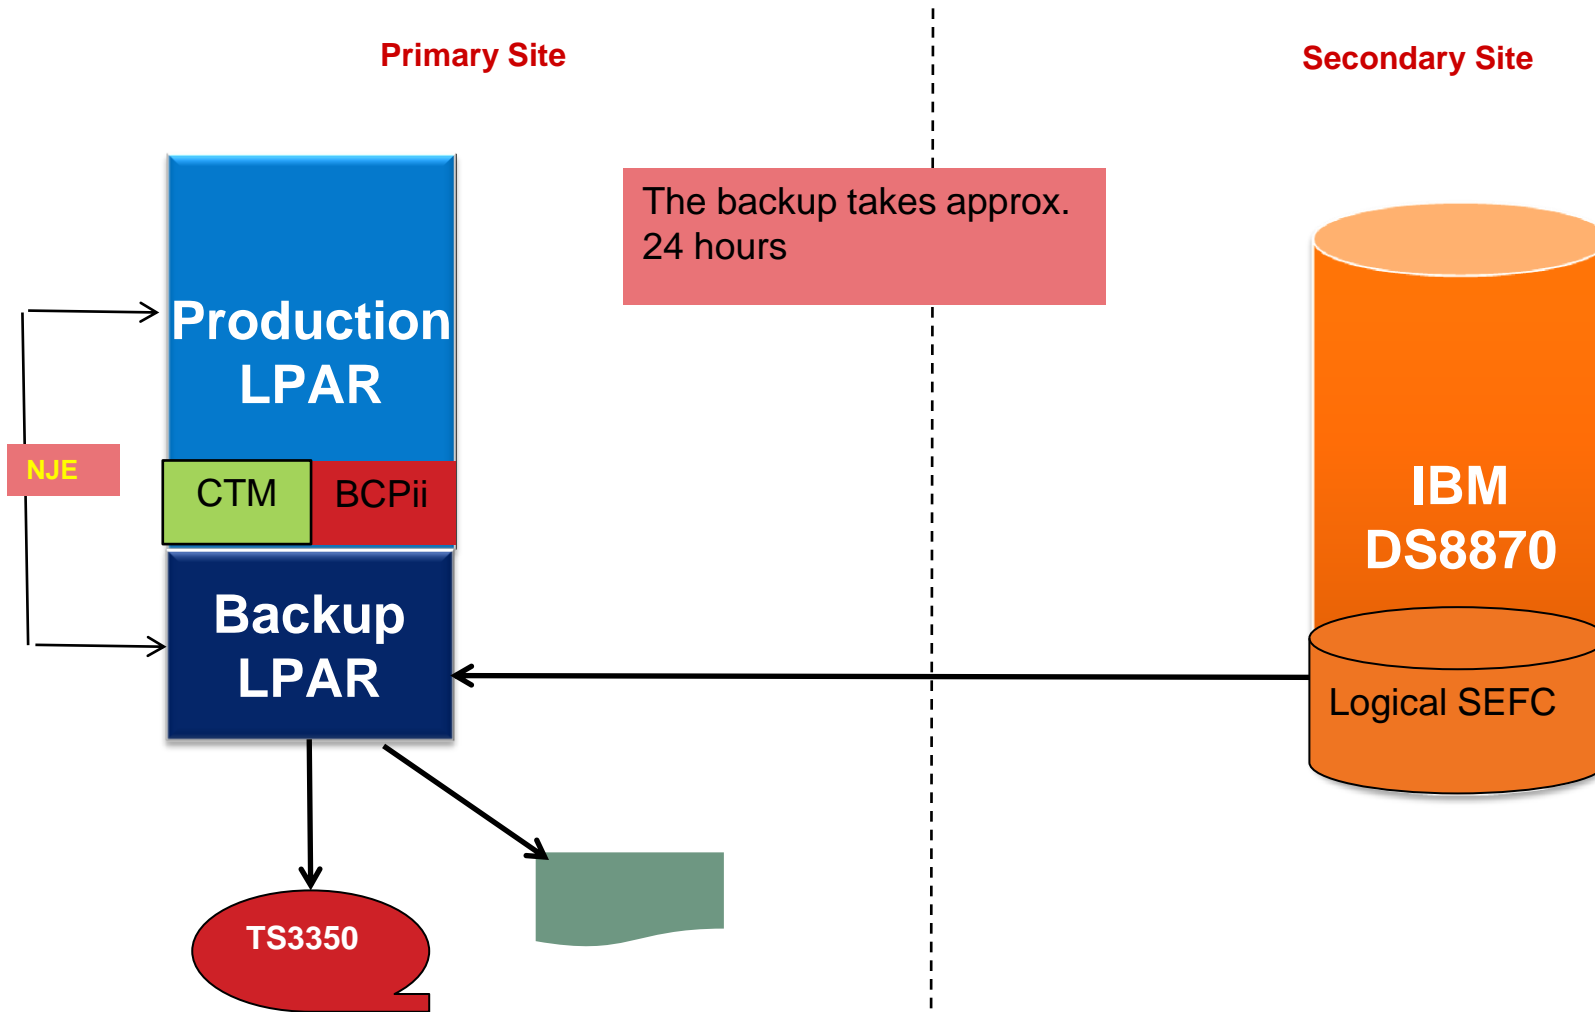 Primary Site
Secondary Site
The backup takes approx.
24 hours
Production
LPAR
NJE
CTM
BCPii
IBM
DS8870
Backup
LPAR
Logical SEFC
TS3350